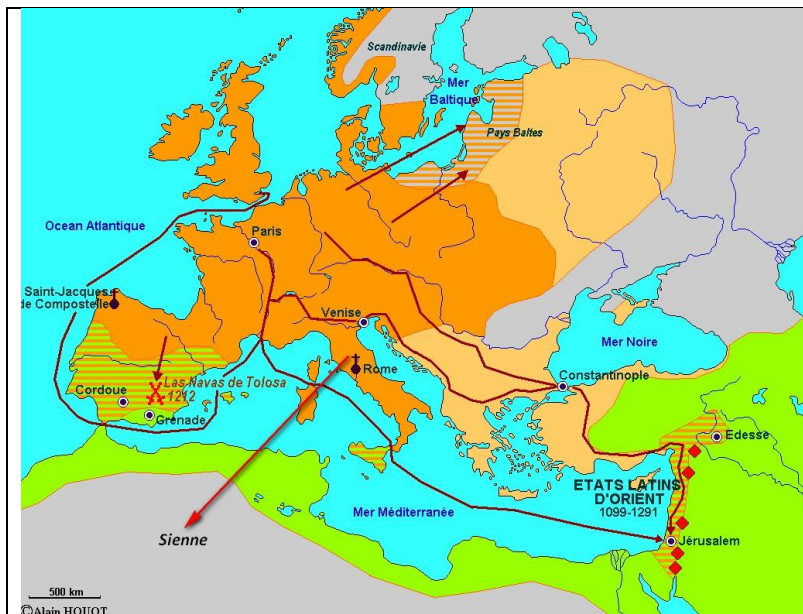 Scandinavie
Mer
Baltique
Pays Baltes
Ocean Atlantique
Paris
Saint-Jacques
de Compostelle
Venise
Mer Noire
Rome
Constantinople
Las Navas de Tolosa
1212
Cordoue
Grenade
Edesse
ETATS LATINS
D'ORIENT
1099-1291
Mer Méditerranée
Sienne
Jérusalem
500 km
©Alain HOUOT